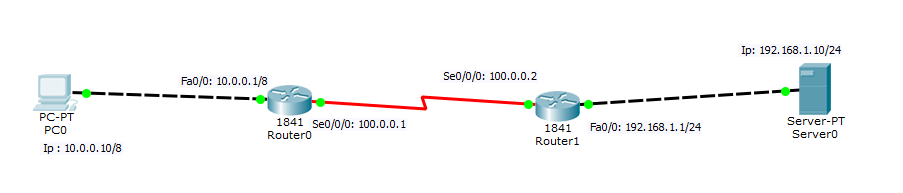 Ip: 192.168.1.10/24
Se0/0/0: 100.0.0.2
Fa0/0: 10.0.0.1/8
PC-PT
PC0
Ip : 10.0.0.10/8
1841
Router0
Se0/0/0: 100.0.0.1
1841
Router1
Fa0/0: 192.168.1.1/24
Server-PT
Server0